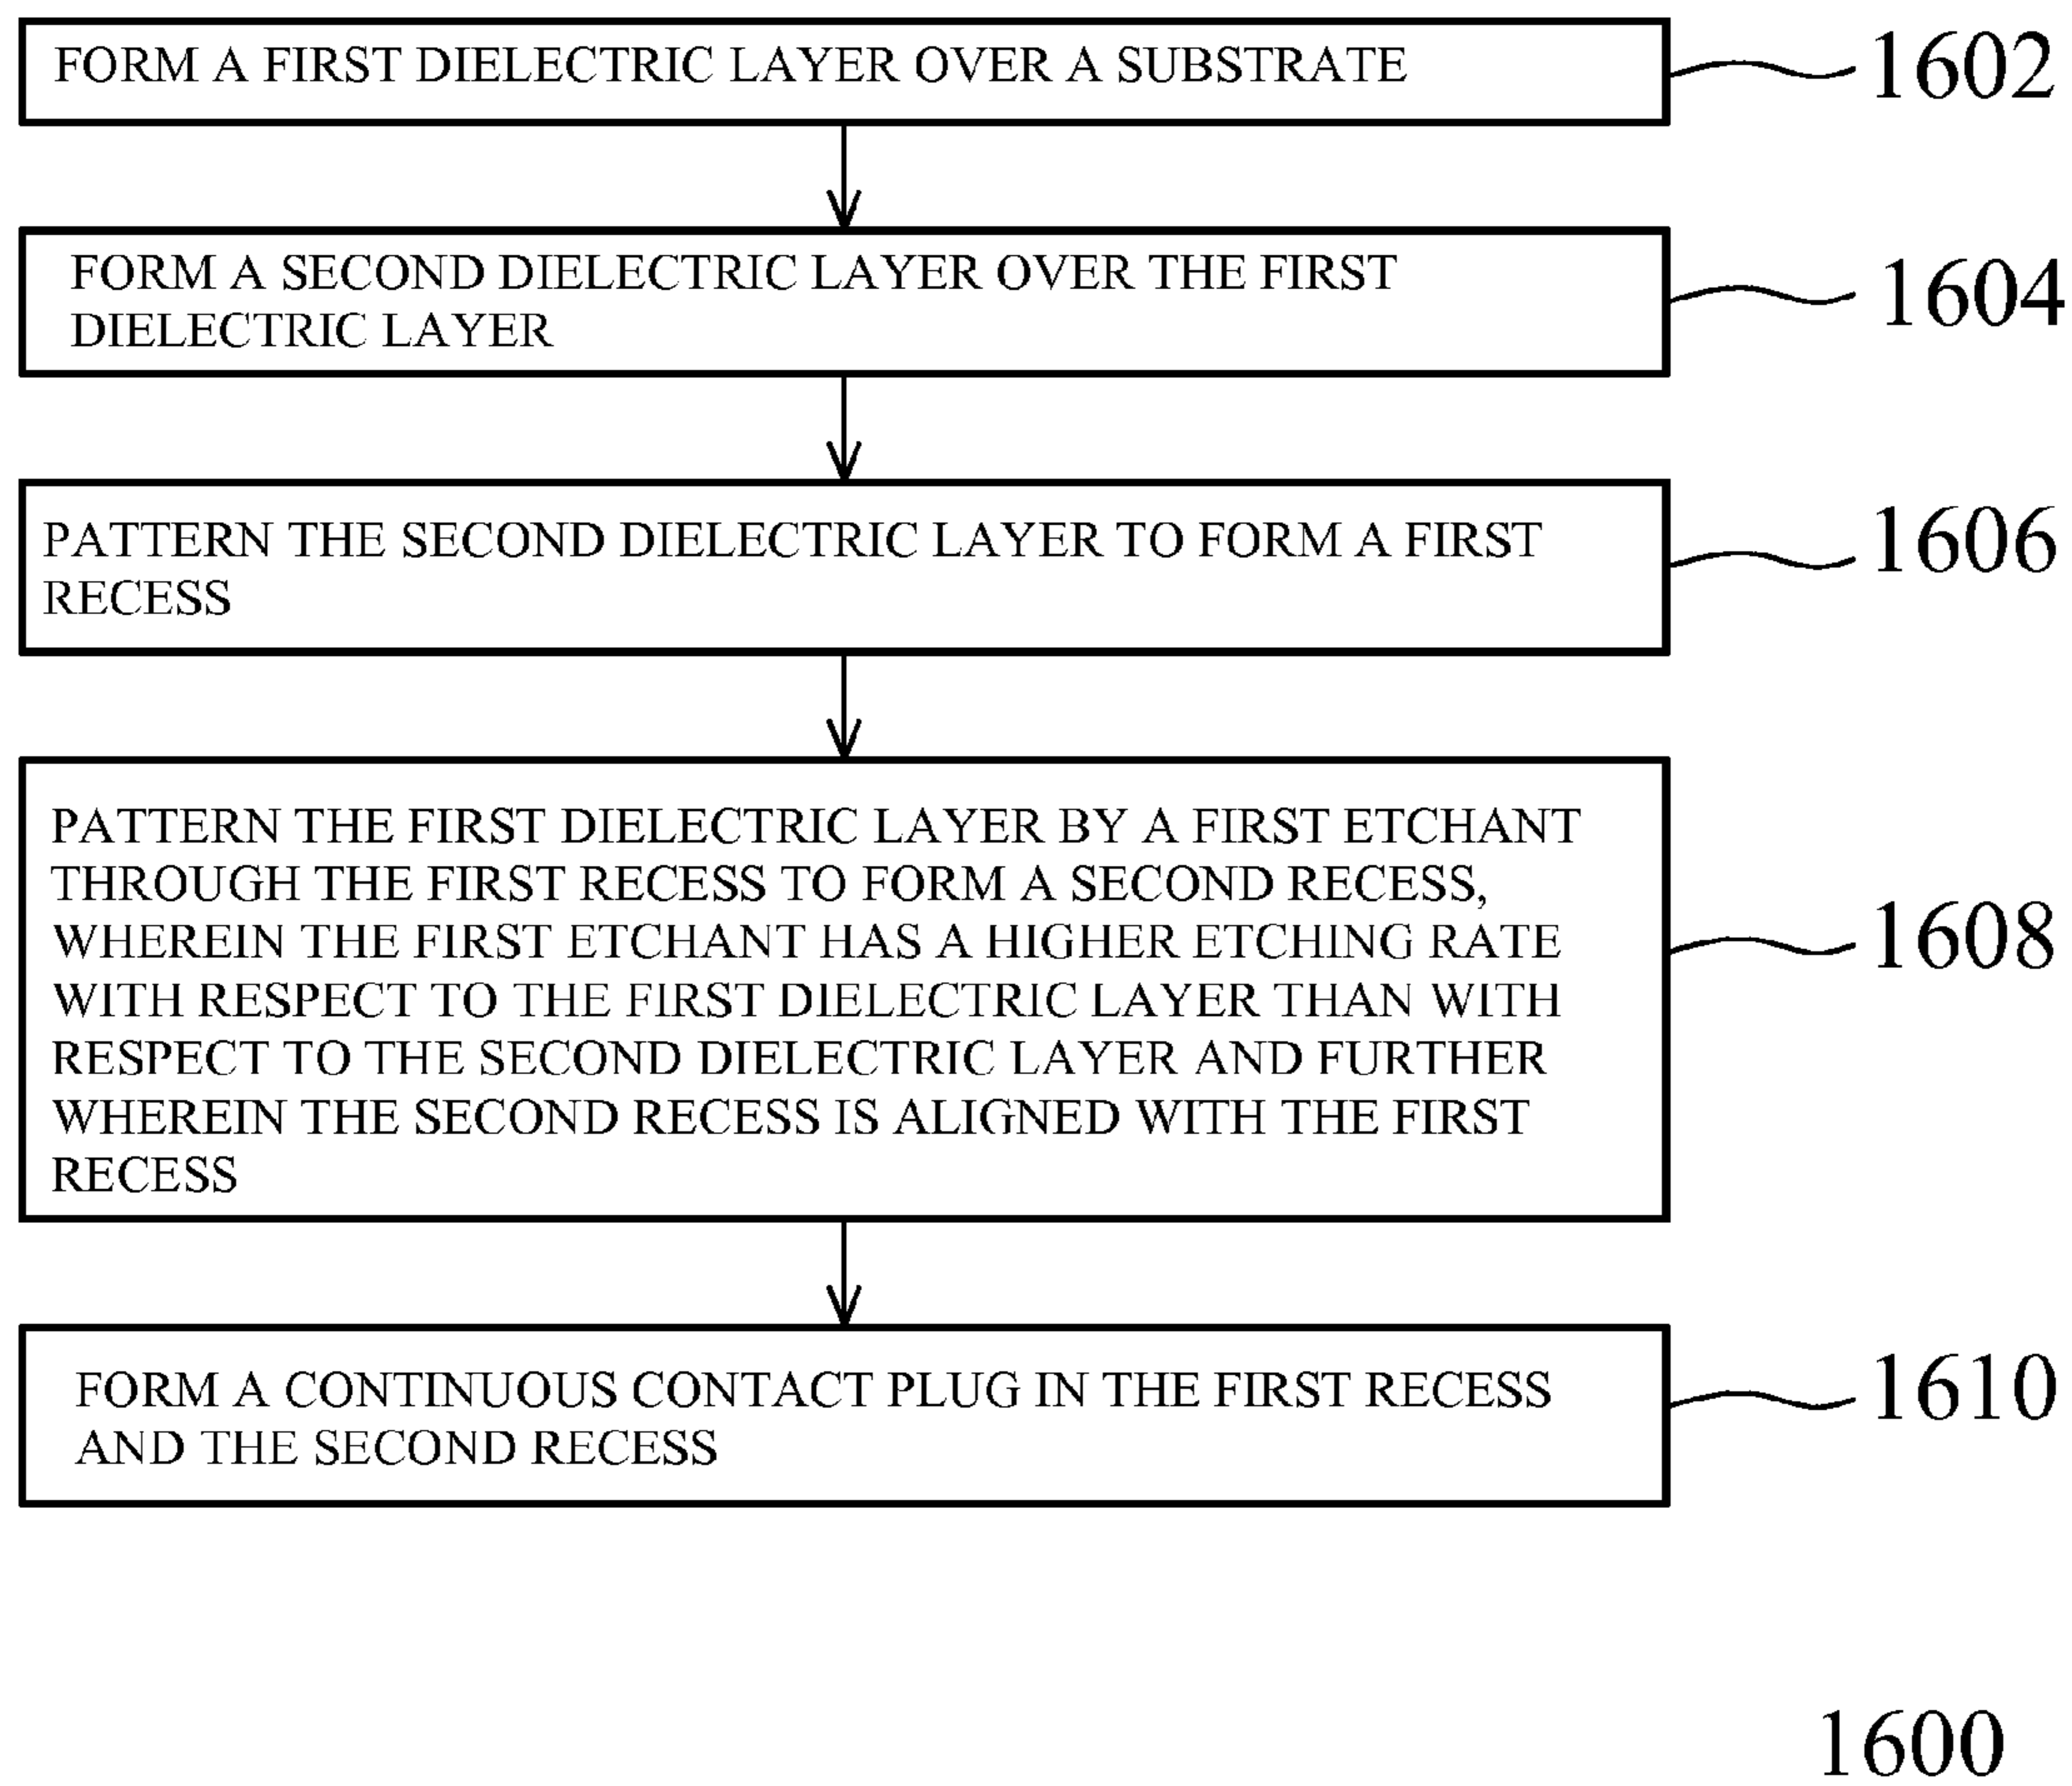 FORM A FIRST DIELECTRIC LAYER OVER A SUBSTRATE
1602
FORM A SECOND DIELECTRIC LAYER OVER THE FIRST
DIELECTRIC LAYER
1604
PATTERN THE SECOND DIELECTRIC LAYER TO FORM A FIRST
RECESS
1606
PATTERN THE FIRST DIELECTRIC LAYER BY A FIRST ETCHANT
THROUGH THE FIRST RECESS TO FORM A SECOND RECESS,
WHEREIN THE FIRST ETCHANT HAS A HIGHER ETCHING RATE
WITH RESPECT TO THE FIRST DIELECTRIC LAYER THAN WITH
RESPECT TO THE SECOND DIELECTRIC LAYER AND FURTHER
WHEREIN THE SECOND RECESS IS ALIGNED WITH THE FIRST
RECESS
1608
FORM A CONTINUOUS CONTACT PLUG IN THE FIRST RECESS
AND THE SECOND RECESS
1610
1600